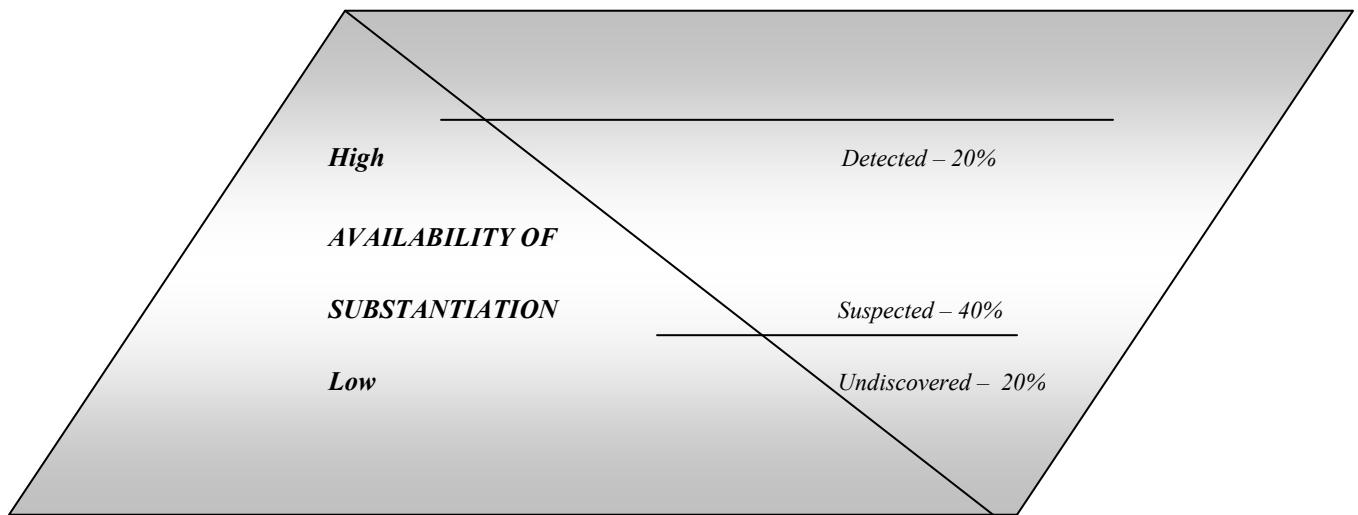 High Detected – 20%
AVAILABILITY OF
SUBSTANTIATION Suspected – 40%
Low Undiscovered – 20%